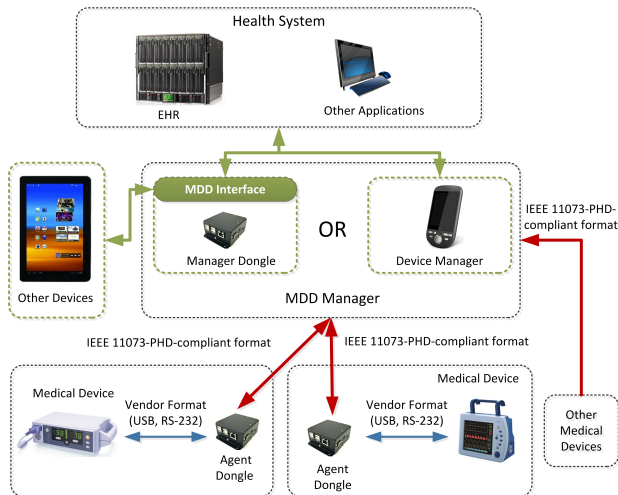 Health System
EHR
Other Applications
MDD Interface
Manager Dongle
OR
Device Manager
MDD Manager
Other Devices
IEEE 11073-PHD-
compliant format
IEEE 11073-PHD-compliant format
IEEE 11073-PHD-compliant format
Medical Device
Vendor Format
(USB, RS-232)
Agent
Dongle
Medical Device
Vendor Format
(USB, RS-232)
Agent
Dongle
Other
Medical
Devices